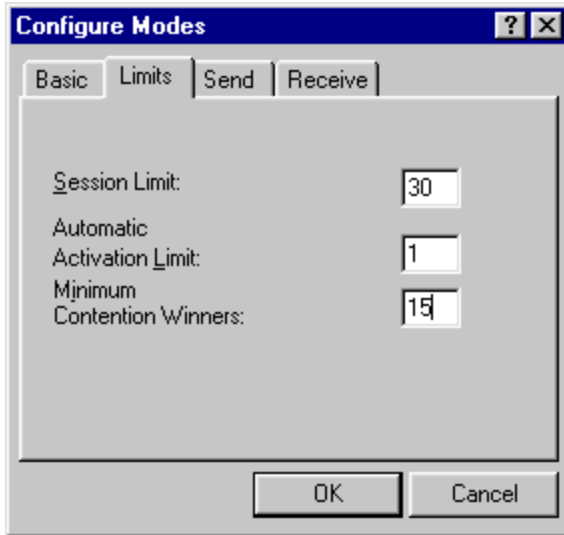 Configure Modes
Basic Limits Send Receive
Session Limit: 30
Automatic
Activation Limit: 1
Minimum
Contention Winners: 15
OK Cancel